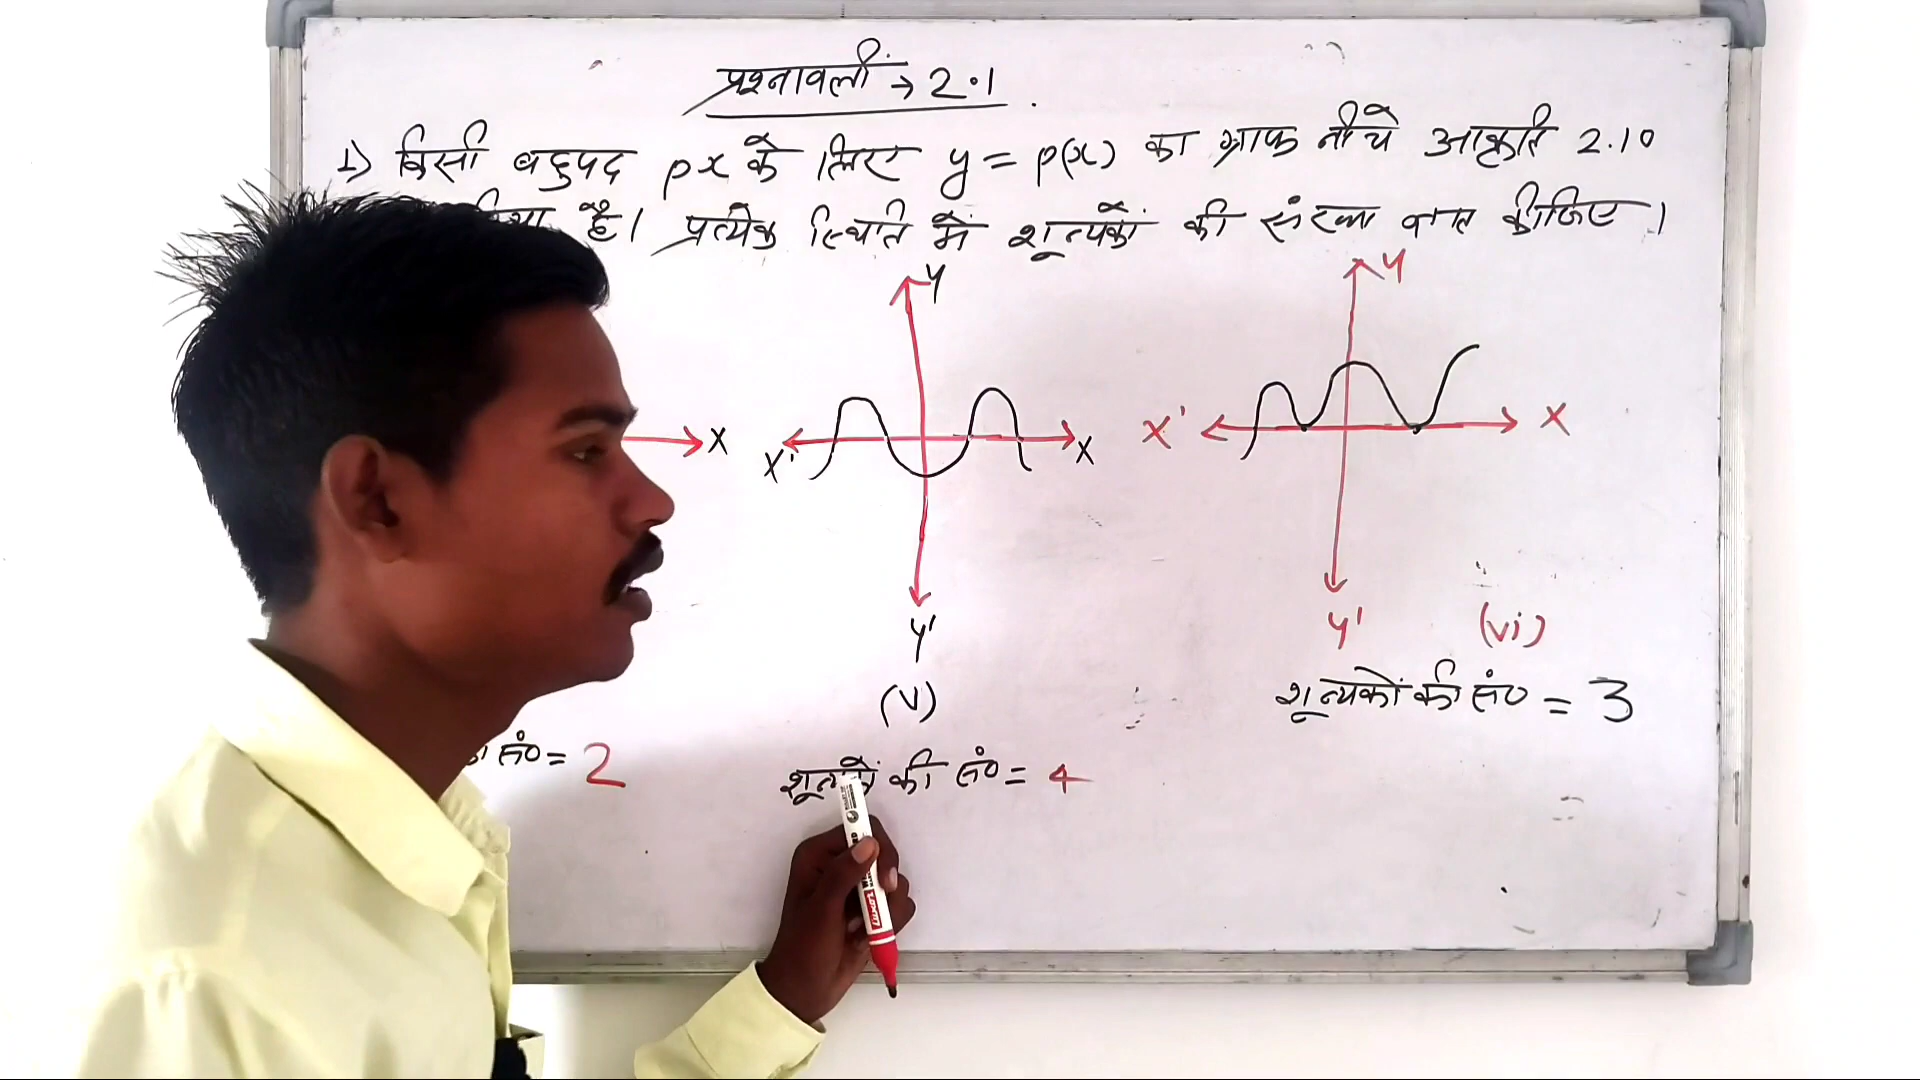 प्रश्नावली → 2.1
1) किसी बहुपद px के लिए y = p(x) का ग्राफ नीचे आकृति 2.10
है। प्रत्येक स्थिति में शून्यकों की संख्या ज्ञात कीजिए।
Y
Y
X
X'
X
X'
X
Y'
Y'
(vi)
(v)
शून्यकों की सं० = 3
सं० = 2
की सं० = 4
LUXOR